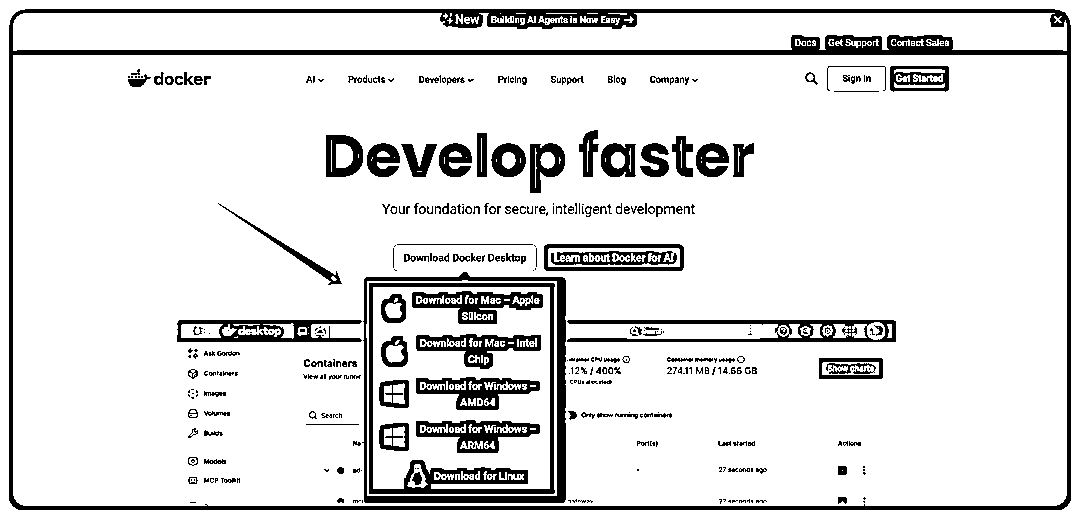 New Building AI Agents is Now Easy →
Docs Get Support Contact Sales
docker AI Products Developers Pricing Support Blog Company Sign In Get Started
Develop faster
Your foundation for secure, intelligent development
Download Docker Desktop Learn about Docker for AI
Download for Mac – Apple
Silicon
Download for Mac – Intel
Chip
Download for Windows –
AMD64
Download for Windows –
ARM64
Download for Linux
desktop Search
Ask Gordon
Containers
Images
Volumes
Builds
Models
MCP Toolkit
Containers
View all your
Search
CPU usage Container memory usage
.12% / 400% 274.11 MB / 14.66 GB Show charts
Only show running containers
Port(s) Last started Actions
- 27 seconds ago
gateway 27 seconds ago